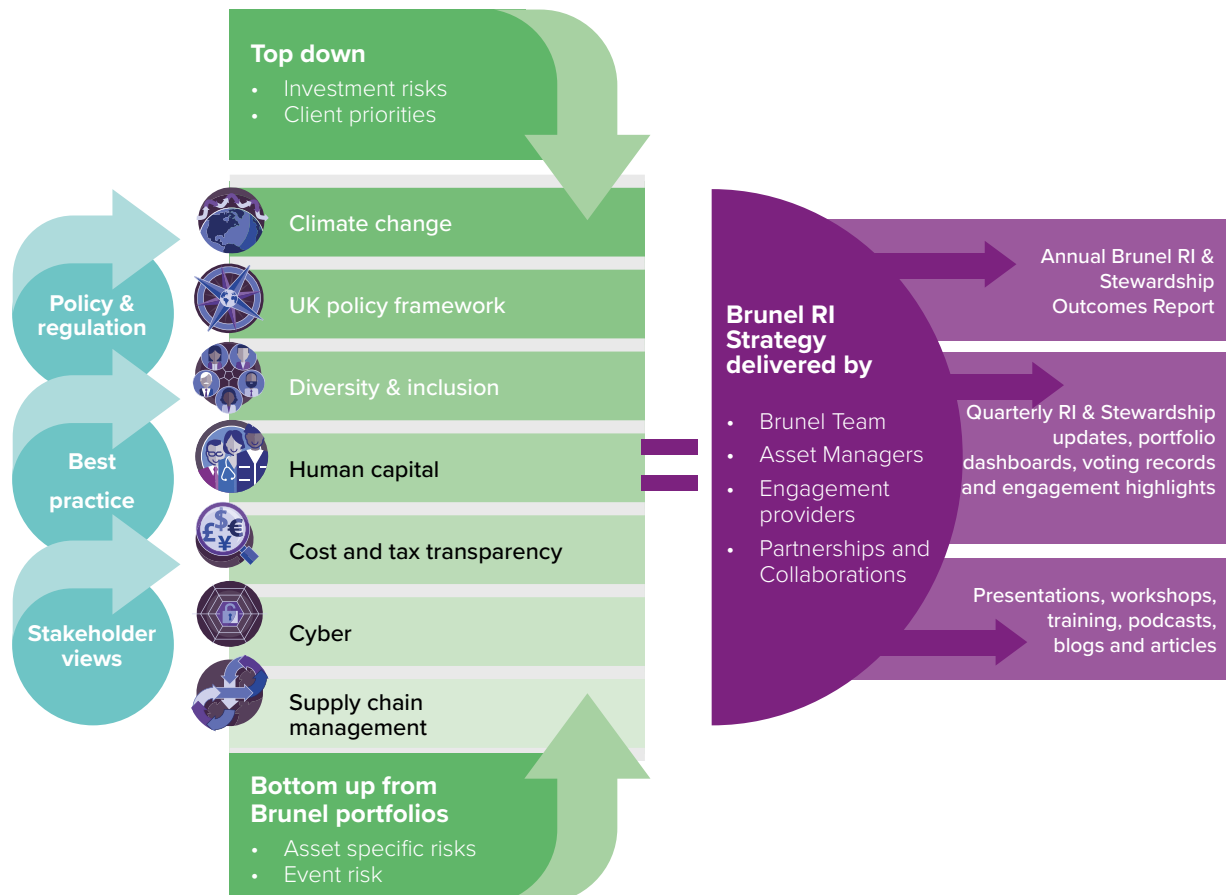 Top down
• Investment risks
• Client priorities
Policy &
regulation
Best
practice
Stakeholder
views
Climate change
UK policy framework
Diversity & inclusion
Human capital
$
£ €
¥
Cost and tax transparency
Cyber
Supply chain
management
Bottom up from
Brunel portfolios
• Asset specific risks
• Event risk
Brunel RI
Strategy
delivered by
• Brunel Team
• Asset Managers
• Engagement
providers
• Partnerships and
Collaborations
Annual Brunel RI &
Stewardship
Outcomes Report
Quarterly RI & Stewardship
updates, portfolio
dashboards, voting records
and engagement highlights
Presentations, workshops,
training, podcasts,
blogs and articles